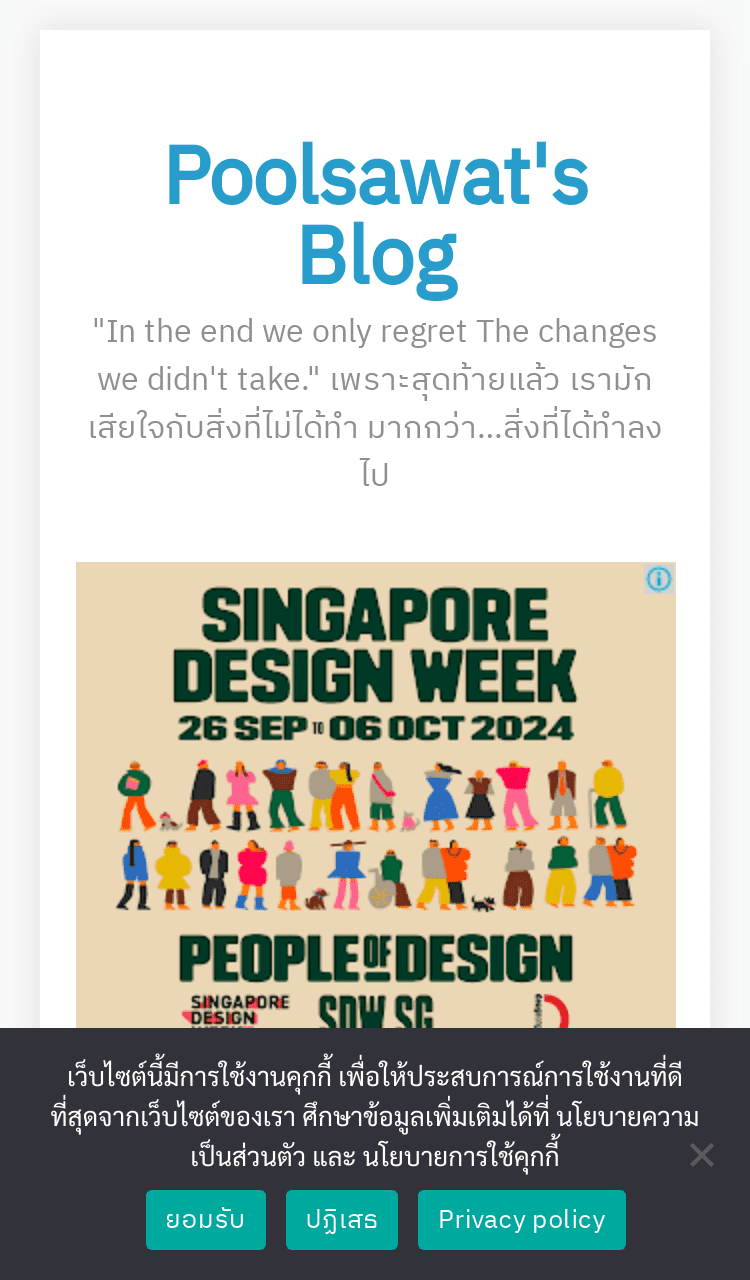 Poolsawat's
Blog
"In the end we only regret The changes
we didn't take." เพราะสุดท้ายแล้ว เรามัก
เสียใจกับสิ่งที่ไม่ได้ทำ มากกว่า...สิ่งที่ได้ทำลง
ไป
SINGAPORE
DESIGN WEEK
26 SEP TO 06 OCT 2024
PEOPLE OF DESIGN
SINGAPORE
DESIGN
SDW.SG
เว็บไซต์นี้มีการใช้งานคุกกี้ เพื่อให้ประสบการณ์การใช้งานที่ดี
ที่สุดจากเว็บไซต์ของเรา ศึกษาข้อมูลเพิ่มเติมได้ที่ นโยบายความ
เป็นส่วนตัว และ นโยบายการใช้คุกกี้
ยอมรับ
ปฏิเสธ
Privacy policy